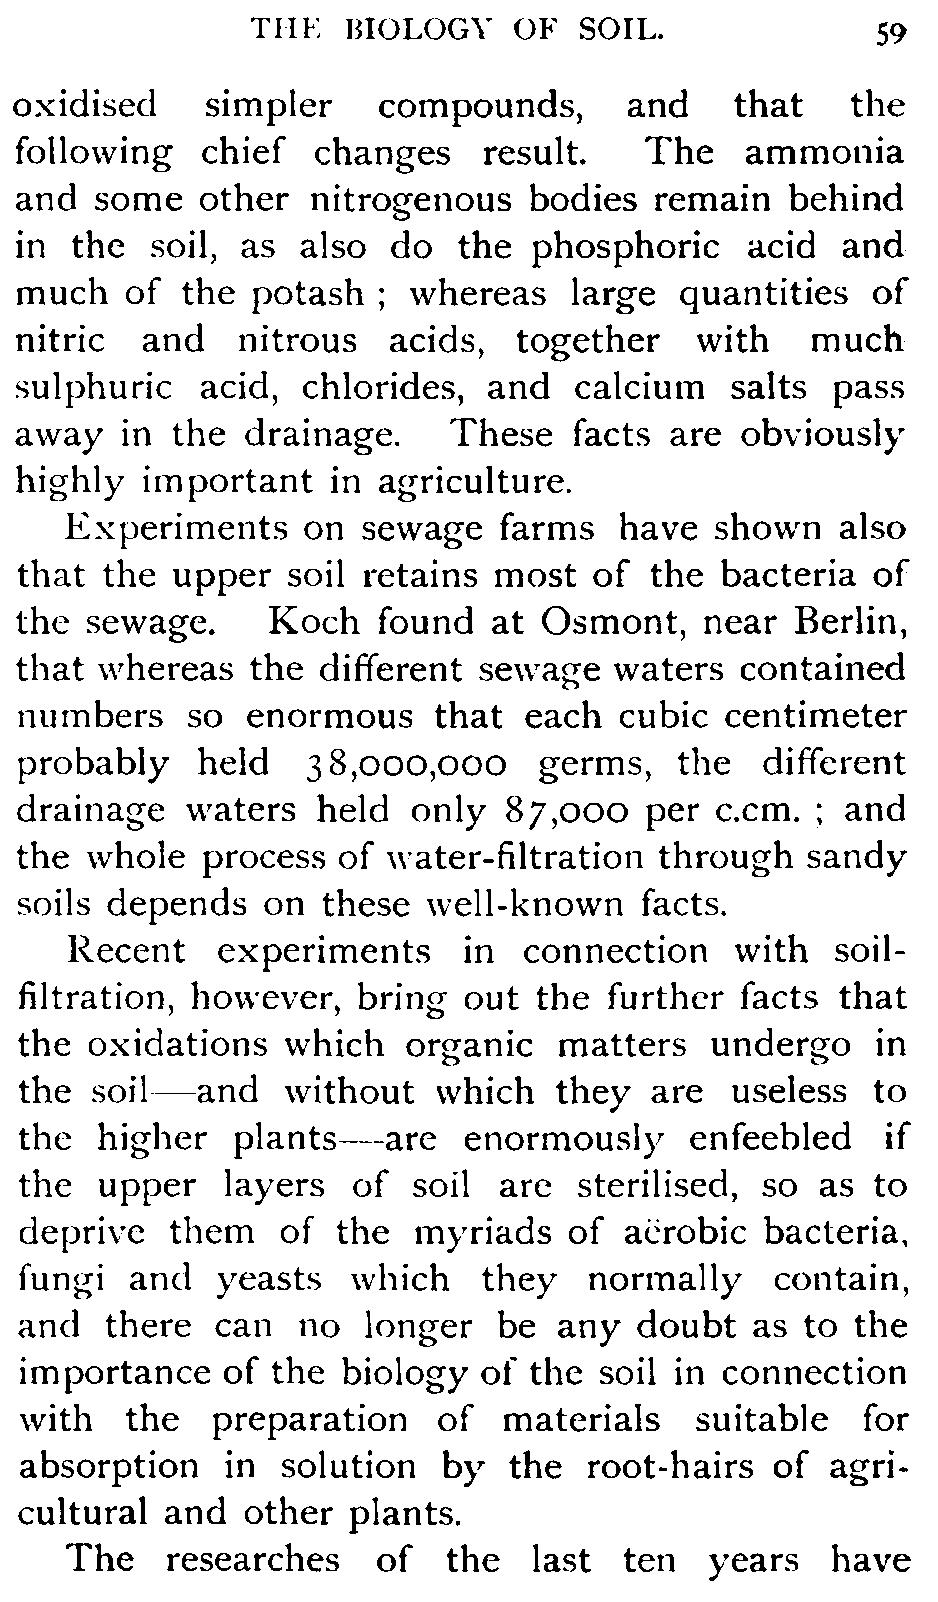 THE BIOLOGY OF SOIL. 59
oxidised simpler compounds, and that the
following chief changes result. The ammonia
and some other nitrogenous bodies remain behind
in the soil, as also do the phosphoric acid and
much of the potash ; whereas large quantities of
nitric and nitrous acids, together with much
sulphuric acid, chlorides, and calcium salts pass
away in the drainage. These facts are obviously
highly important in agriculture.
Experiments on sewage farms have shown also
that the upper soil retains most of the bacteria of
the sewage. Koch found at Osmont, near Berlin,
that whereas the different sewage waters contained
numbers so enormous that each cubic centimeter
probably held 38,000,000 germs, the different
drainage waters held only 87,000 per c.cm. ; and
the whole process of water-filtration through sandy
soils depends on these well-known facts.
Recent experiments in connection with soil-
filtration, however, bring out the further facts that
the oxidations which organic matters undergo in
the soil—and without which they are useless to
the higher plants—are enormously enfeebled if
the upper layers of soil are sterilised, so as to
deprive them of the myriads of aërobic bacteria,
fungi and yeasts which they normally contain,
and there can no longer be any doubt as to the
importance of the biology of the soil in connection
with the preparation of materials suitable for
absorption in solution by the root-hairs of agri-
cultural and other plants.
The researches of the last ten years have